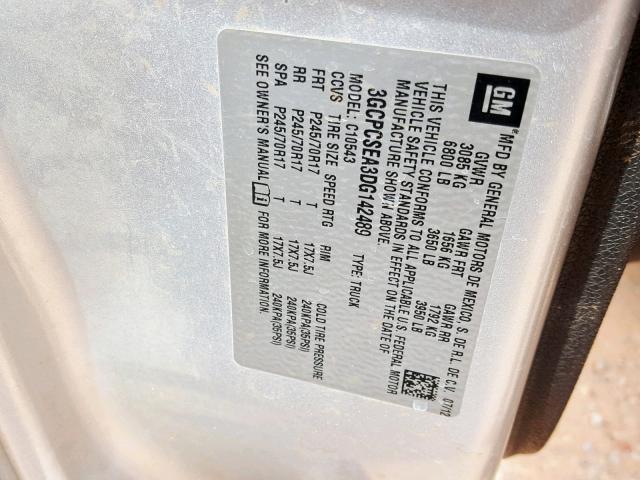 GM
MFD BY GENERAL MOTORS DE MEXICO S. DE R.L. DE C.V. 07/12
GVWR GAWR FRT GAWR RR
3085 KG 1656 KG 1792 KG
6800 LB 3650 LB 3950 LB
THIS VEHICLE CONFORMS TO ALL APPLICABLE U.S. FEDERAL MOTOR
VEHICLE SAFETY STANDARDS IN EFFECT ON THE DATE OF
MANUFACTURE SHOWN ABOVE.
3GCPCSEA3DG142489 TYPE: TRUCK
MODEL: C10543
CCVS TIRE SIZE SPEED RTG RIM COLD TIRE PRESSURE
FRT P245/70R17 T 17X7.5J 240KPA(35PSI)
RR P245/70R17 T 17X7.5J 240KPA(35PSI)
SPA P245/70R17 T 17X7.5J 240KPA(35PSI)
SEE OWNER'S MANUAL